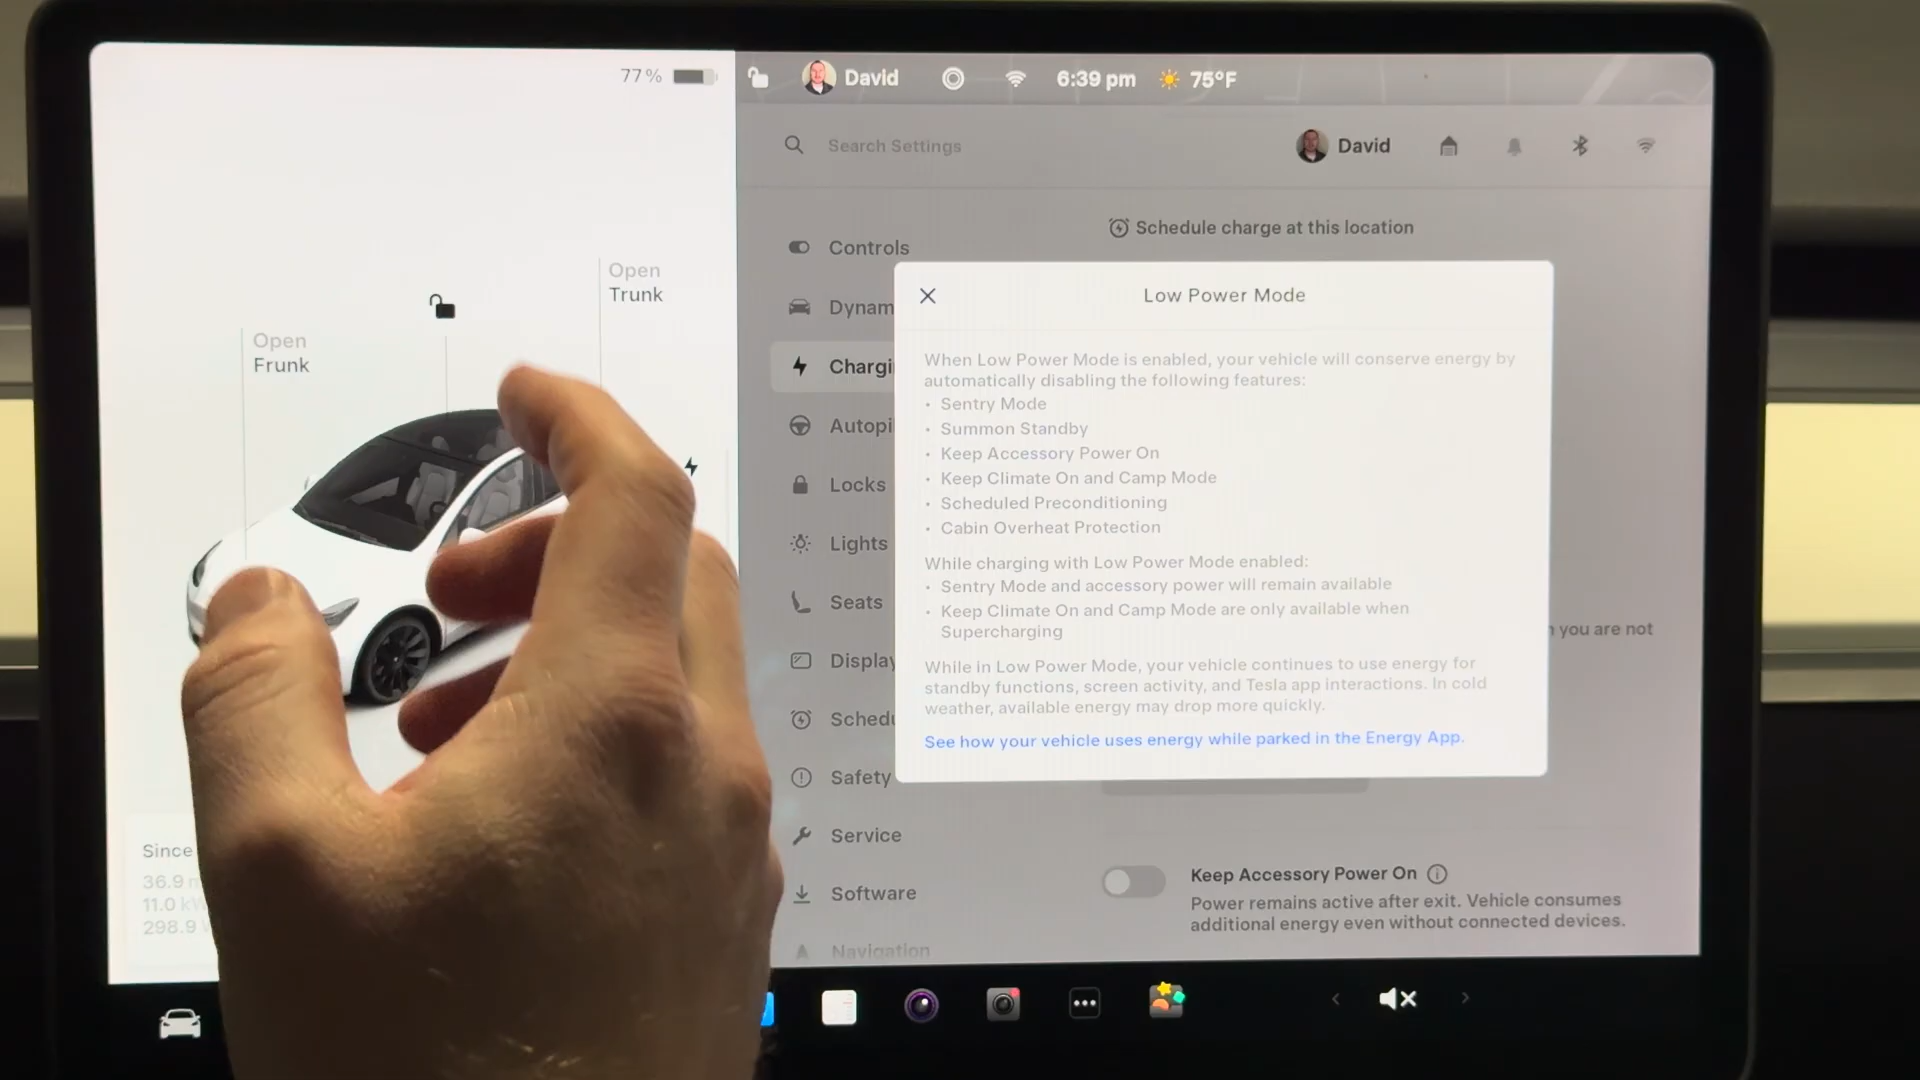 77%
David
6:39 pm
75°F
Search Settings
David
Open
Frunk
Open
Trunk
Since
36.9
11.0
298.9
Controls
Charging
Locks
Lights
Seats
Display
Safety
Service
Software
Navigation
Schedule charge at this location
Low Power Mode
When Low Power Mode is enabled, your vehicle will conserve energy by
automatically disabling the following features:
• Sentry Mode
• Summon Standby
• Keep Accessory Power On
• Keep Climate On and Camp Mode
• Scheduled Preconditioning
• Cabin Overheat Protection
While charging with Low Power Mode enabled:
• Sentry Mode and accessory power will remain available
• Keep Climate On and Camp Mode are only available when
Supercharging
While in Low Power Mode, your vehicle continues to use energy for
standby functions, screen activity, and Tesla app interactions. In cold
weather, available energy may drop more quickly.
See how your vehicle uses energy while parked in the Energy App.
you are not
Keep Accessory Power On
Power remains active after exit. Vehicle consumes
additional energy even without connected devices.